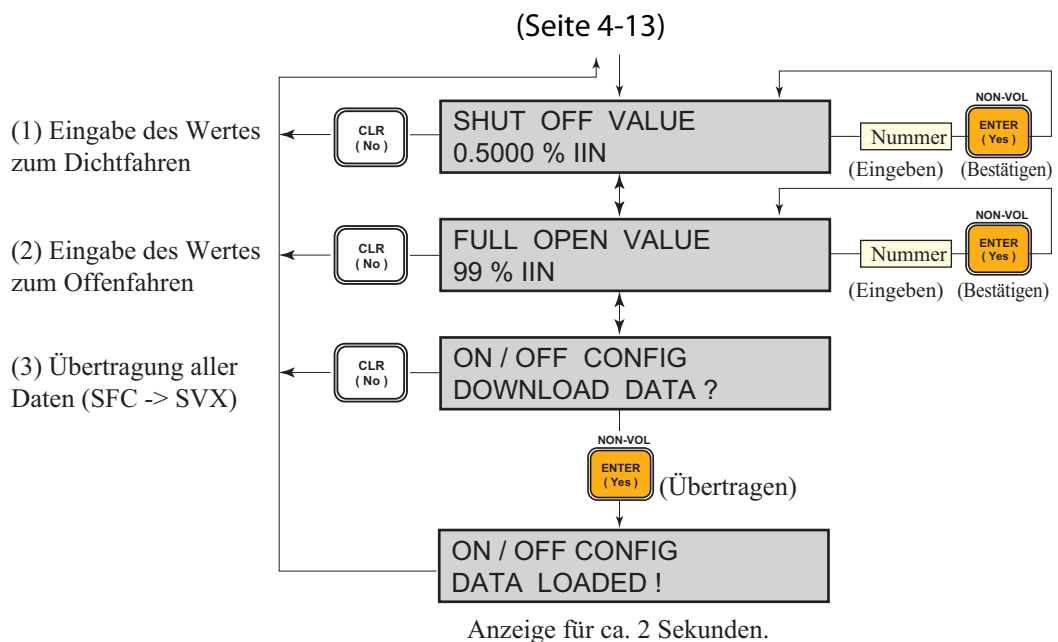 (Seite 4-13)
(1) Eingabe des Wertes
zum Dichtfahren
CLR
( No )
SHUT OFF VALUE
0.5000 % IIN
Nummer
(Eingeben)
NON-VOL
ENTER
( Yes )
(Bestätigen)
(2) Eingabe des Wertes
zum Offenfahren
CLR
( No )
FULL OPEN VALUE
99 % IIN
Nummer
(Eingeben)
NON-VOL
ENTER
( Yes )
(Bestätigen)
(3) Übertragung aller
Daten (SFC -> SVX)
CLR
( No )
ON / OFF CONFIG
DOWNLOAD DATA ?
NON-VOL
ENTER
( Yes )
(Übertragen)
ON / OFF CONFIG
DATA LOADED !
Anzeige für ca. 2 Sekunden.